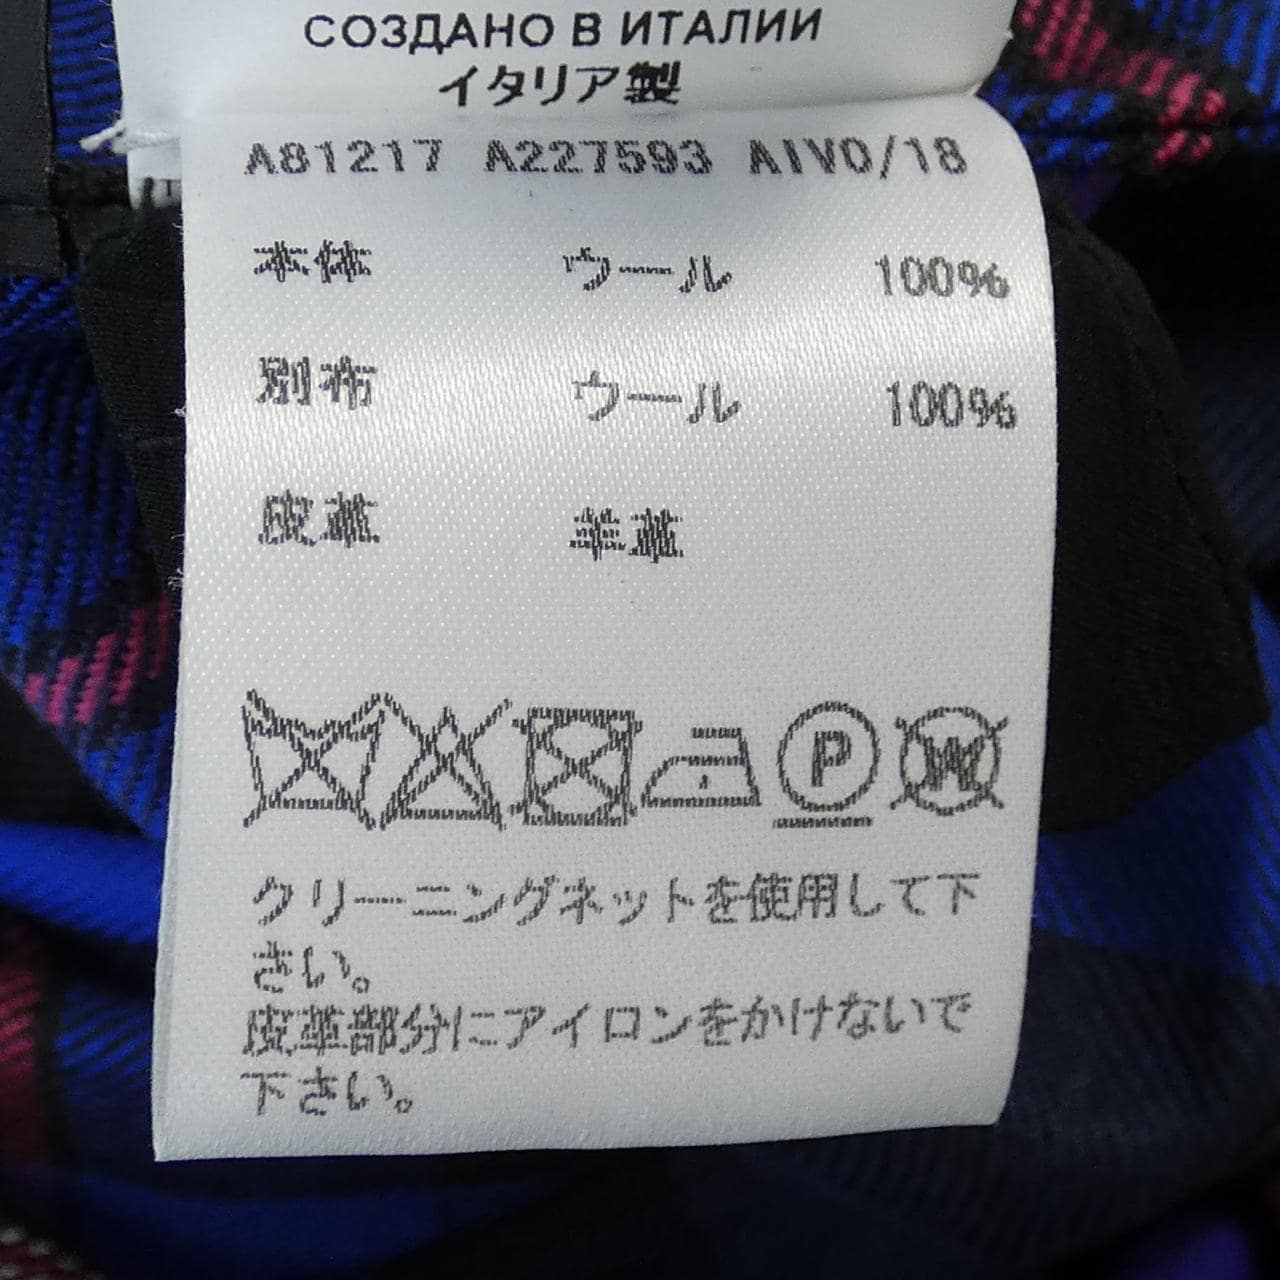 СОЗДАНО В ИТАЛИИ
イタリア製
A81217 A227593 AIVO/18
本体 ウール 100%
別布 ウール 100%
皮革 羊革
P W
クリーニングネットを使用して下
さい。
皮革部分にアイロンをかけないで
下さい。